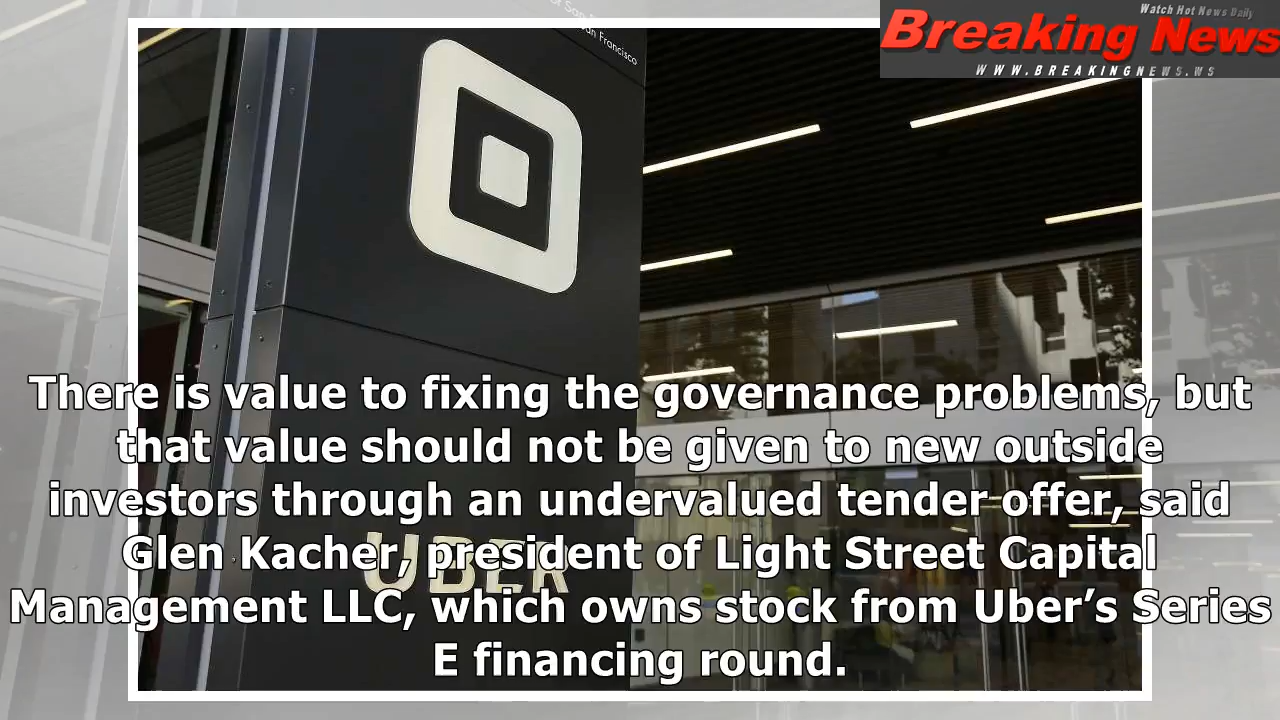 San Francisco
Watch Hot News Daily
Breaking News
WWW.BREAKINGNEWS.WS
There is value to fixing the governance problems, but
that value should not be given to new outside
investors through an undervalued tender offer, said
Glen Kacher, president of Light Street Capital
Management LLC, which owns stock from Uber’s Series
E financing round.
UBER